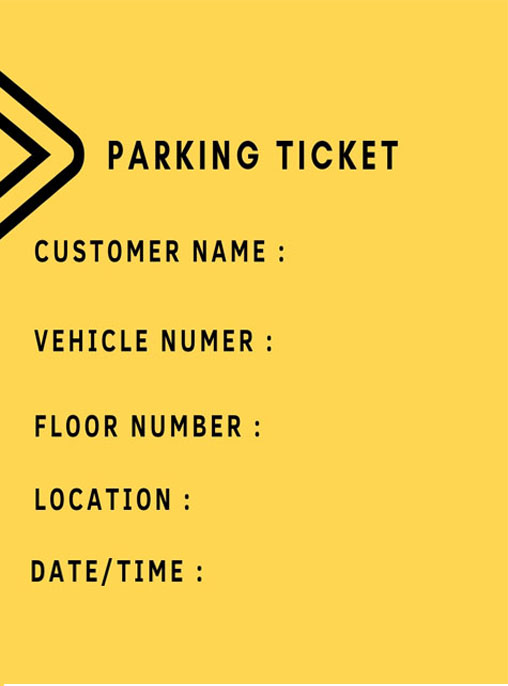 PARKING TICKET
CUSTOMER NAME :
VEHICLE NUMER :
FLOOR NUMBER :
LOCATION :
DATE/TIME :